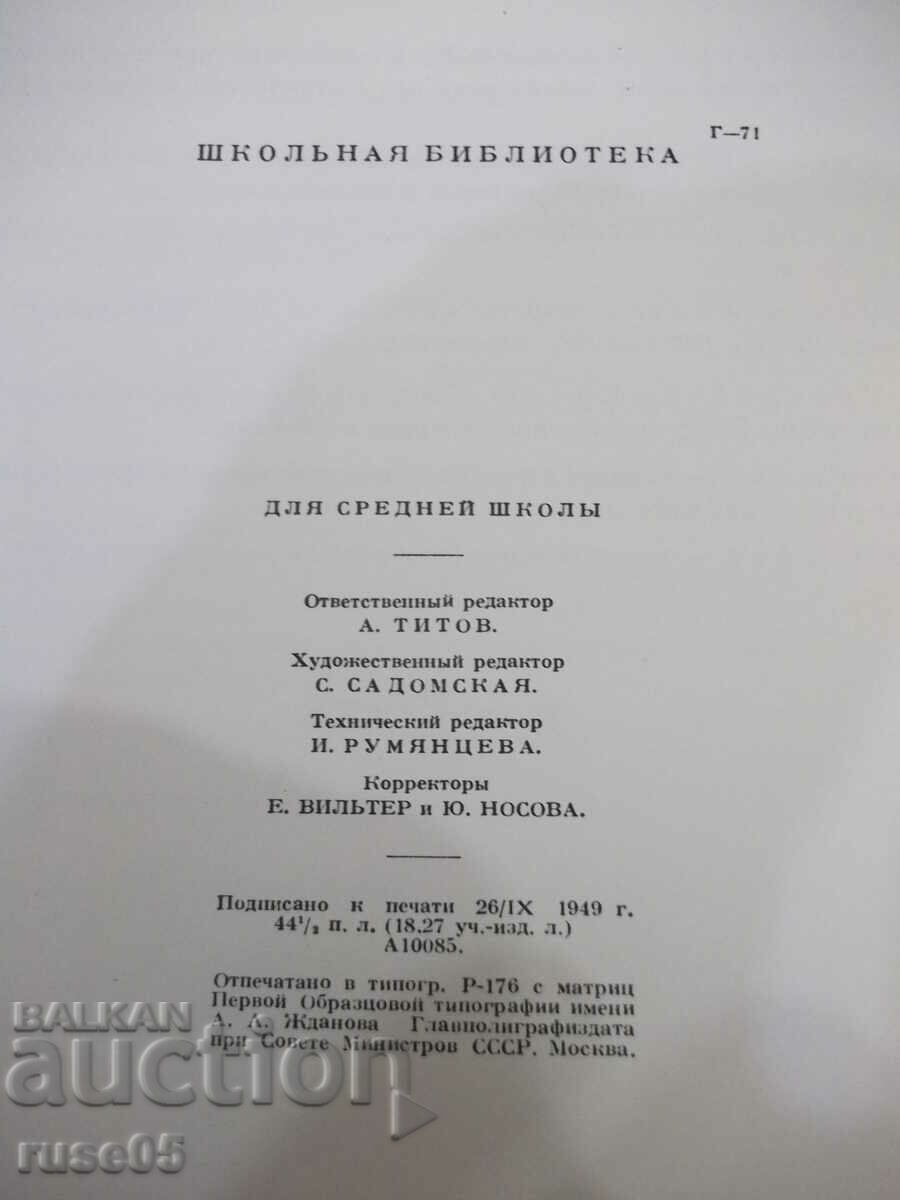 Г—71
ШКОЛЬНАЯ БИБЛИОТЕКА
ДЛЯ СРЕДНЕЙ ШКОЛЫ
Ответственный редактор
А. ТИТОВ.
Художественный редактор
С. САДОМСКАЯ.
Технический редактор
И. РУМЯНЦЕВА.
Корректоры
Е. ВИЛЬТЕР и Ю. НОСОВА.
Подписано к печати 26/IX 1949 г.
44¹/₂ п. л. (18,27 уч.-изд. л.)
А10085.
Отпечатано в типогр. Р-176 с матриц
Первой Образцовой типографии имени
А. А. Жданова Главполиграфиздата
при Совете Министров СССР. Москва.
BALKAN
auction
ruse05